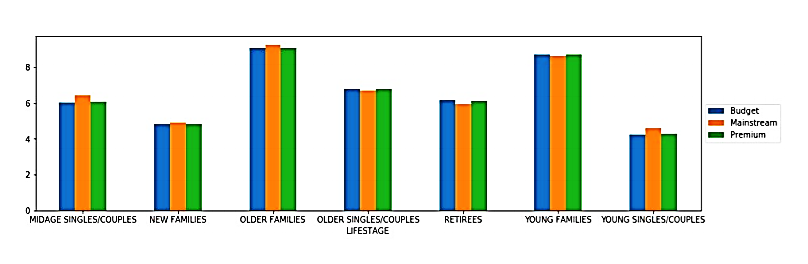 8
6
4
2
0
MIDAGE SINGLES/COUPLES NEW FAMILIES OLDER FAMILIES OLDER SINGLES/COUPLES RETIREES YOUNG FAMILIES YOUNG SINGLES/COUPLES
LIFESTAGE
Budget
Mainstream
Premium